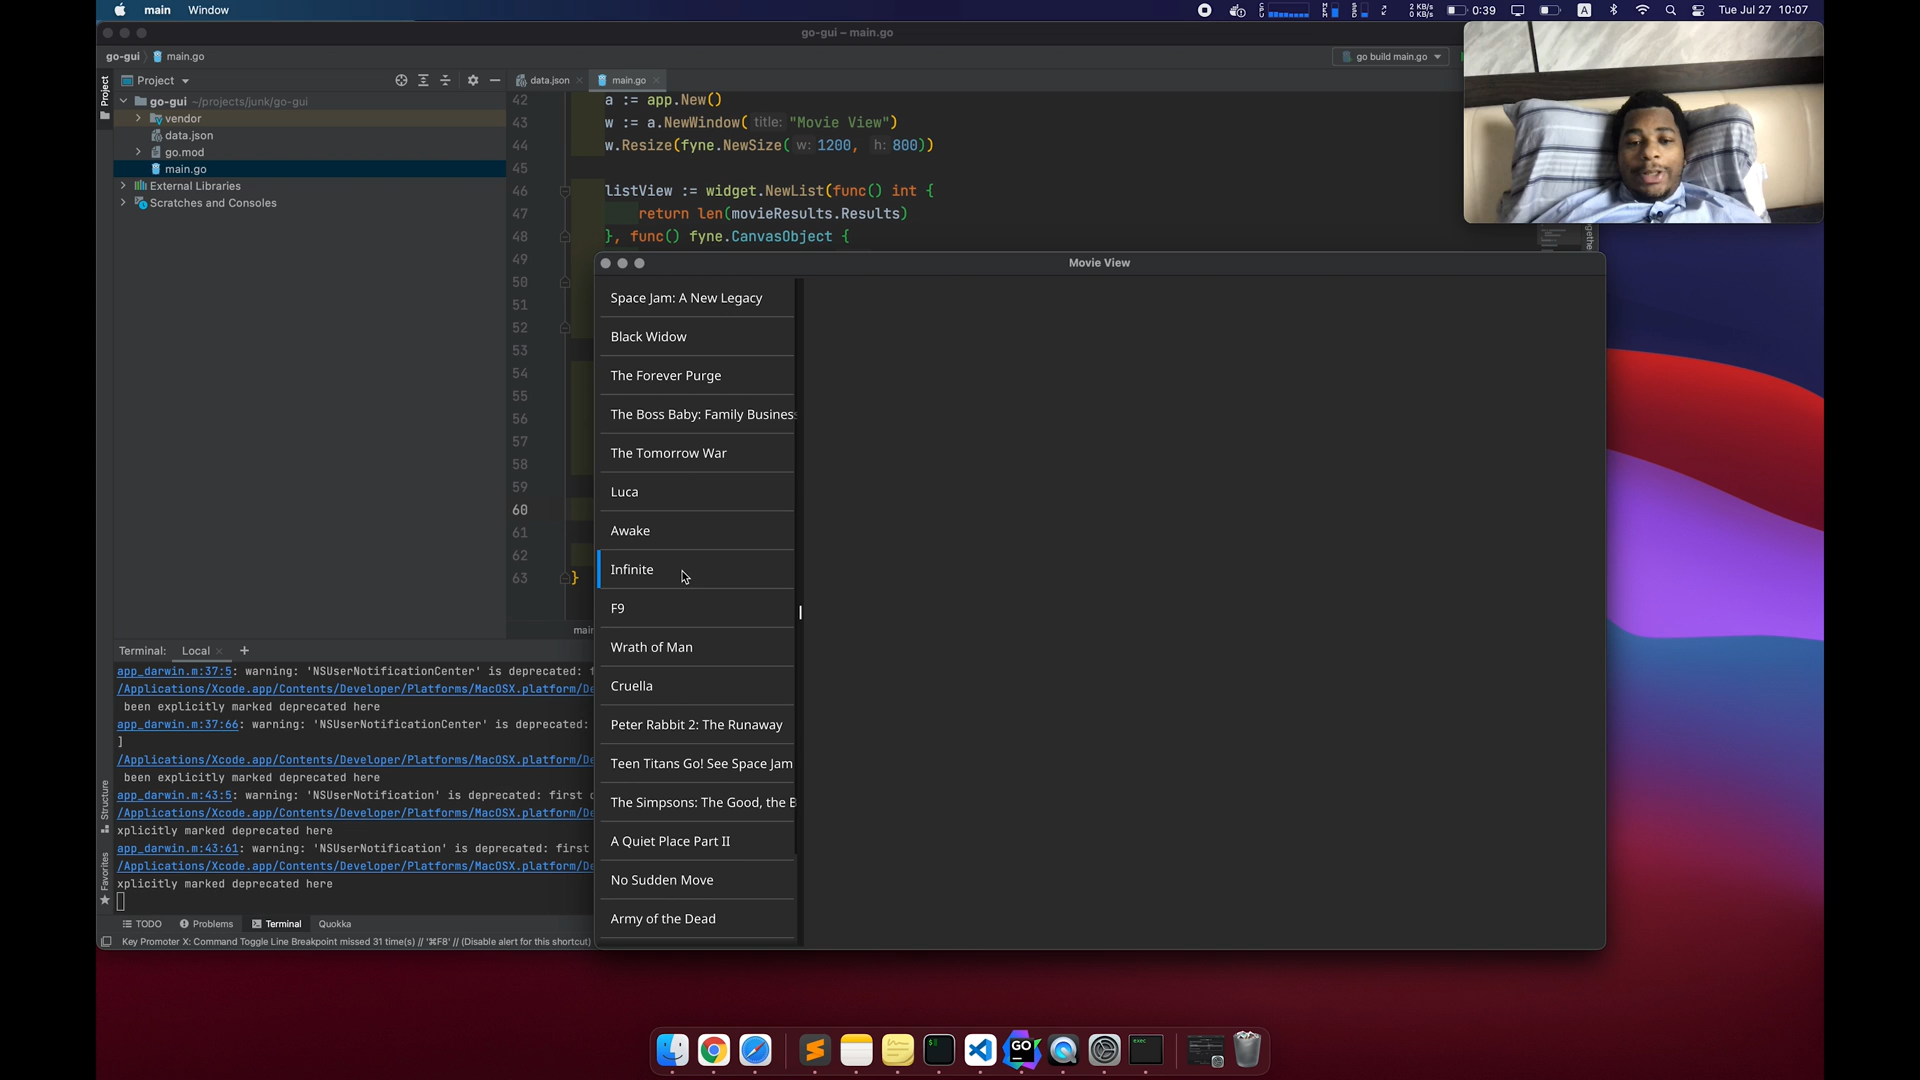 main Window
2 KB/s
0 KB/s
0:39 A Tue Jul 27 10:07
go-gui – main.go
go-gui main.go
go build main.go
Project
Project
data.json main.go
go-gui ~/projects/junk/go-gui
vendor
data.json
go.mod
main.go
External Libraries
Scratches and Consoles
42 a := app.New()
43 w := a.NewWindow( title: "Movie View")
44 w.Resize(fyne.NewSize( w: 1200, h: 800))
45
46 listView := widget.NewList(func() int {
47 return len(movieResults.Results)
48 }, func() fyne.CanvasObject {
49
50
51
52
53
54
55
56
57
58
59
60
61
62
63 }
Movie View
Space Jam: A New Legacy
Black Widow
The Forever Purge
The Boss Baby: Family Business
The Tomorrow War
Luca
Awake
Infinite
F9
Wrath of Man
Cruella
Peter Rabbit 2: The Runaway
Teen Titans Go! See Space Jam
The Simpsons: The Good, the B
A Quiet Place Part II
No Sudden Move
Army of the Dead
Terminal: Local +
app_darwin.m:37:5: warning: 'NSUserNotificationCenter' is deprecated: f
/Applications/Xcode.app/Contents/Developer/Platforms/MacOSX.platform/De
been explicitly marked deprecated here
app_darwin.m:37:66: warning: 'NSUserNotificationCenter' is deprecated:
]
/Applications/Xcode.app/Contents/Developer/Platforms/MacOSX.platform/De
been explicitly marked deprecated here
app_darwin.m:43:5: warning: 'NSUserNotification' is deprecated: first d
/Applications/Xcode.app/Contents/Developer/Platforms/MacOSX.platform/De
xplicitly marked deprecated here
app_darwin.m:43:61: warning: 'NSUserNotification' is deprecated: first
/Applications/Xcode.app/Contents/Developer/Platforms/MacOSX.platform/De
xplicitly marked deprecated here
Structure
Favorites
TODO Problems Terminal Quokka
Key Promoter X: Command Toggle Line Breakpoint missed 31 time(s) // '⌘F8' // (Disable alert for this shortcut)
GO